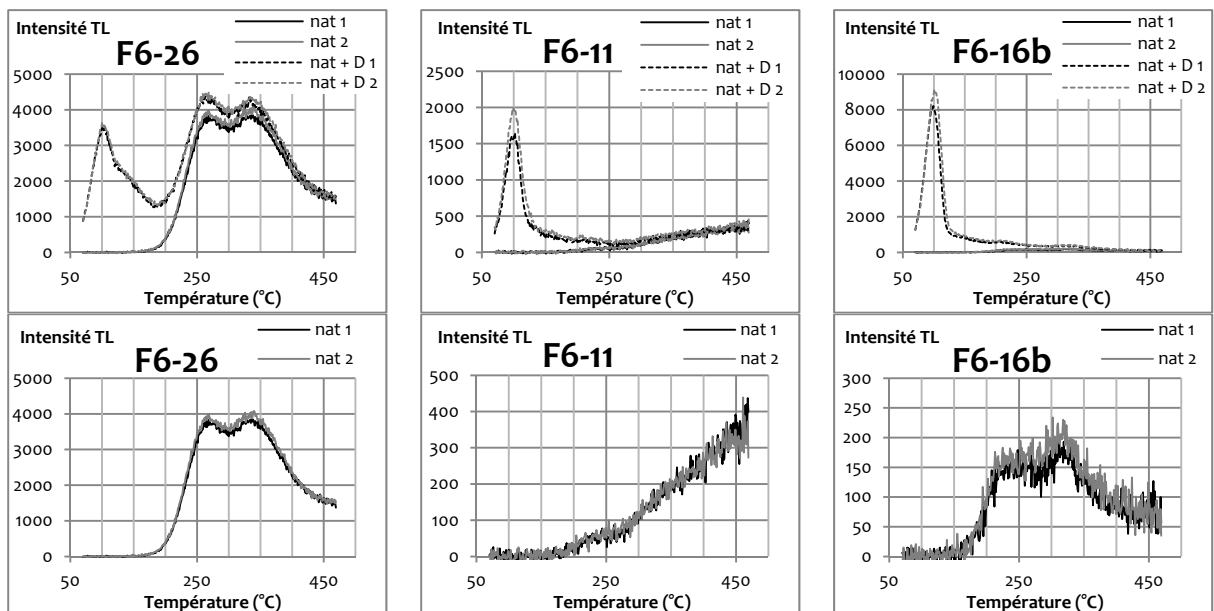 Intensité TL
F6-26
nat 1
nat 2
nat + D 1
nat + D 2
5000
4000
3000
2000
1000
0
50 250 450
Température (°C)
Intensité TL
F6-11
nat 1
nat 2
nat + D 1
nat + D 2
2500
2000
1500
1000
500
0
50 250 450
Température (°C)
Intensité TL
F6-16b
nat 1
nat 2
nat + D 1
nat + D 2
10000
8000
6000
4000
2000
0
50 250 450
Température (°C)
Intensité TL
F6-26
nat 1
nat 2
5000
4000
3000
2000
1000
0
50 250 450
Température (°C)
Intensité TL
F6-11
nat 1
nat 2
500
400
300
200
100
0
50 250 450
Température (°C)
Intensité TL
F6-16b
nat 1
nat 2
300
250
200
150
100
50
0
50 250 450
Température (°C)